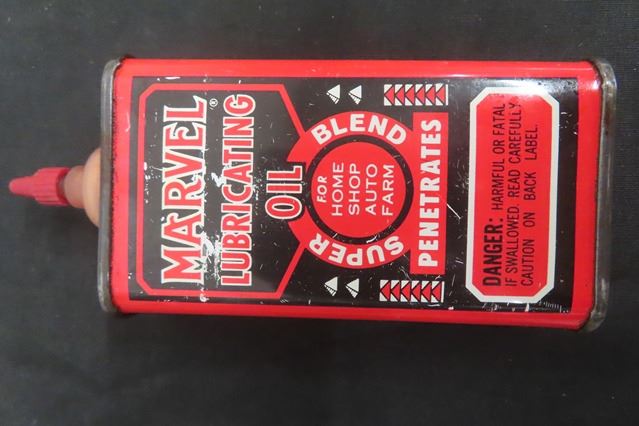 MARVEL®
LUBRICATING
OIL
SUPER BLEND
FOR
HOME
SHOP
AUTO
FARM
PENETRATES
DANGER: HARMFUL OR FATAL
IF SWALLOWED. READ CAREFULLY
CAUTION ON BACK LABEL.